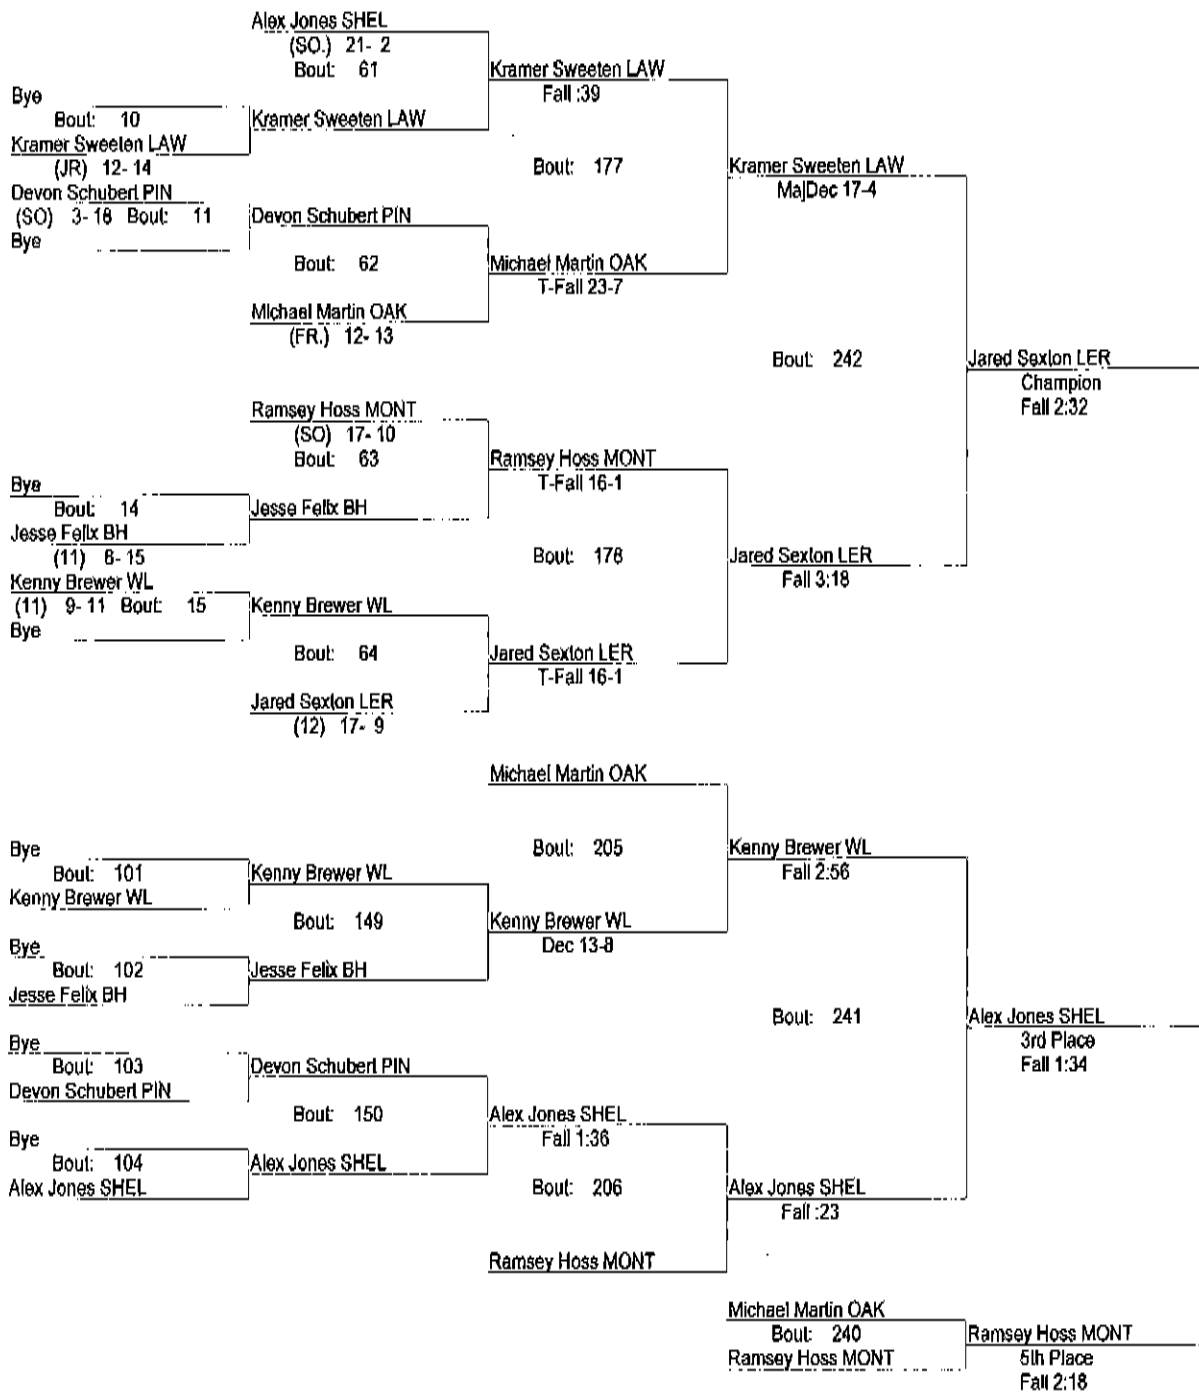 Alex Jones SHEL
(SO.) 21- 2
Bout: 61
Kramer Sweeten LAW
Fall :39
Bye
Bout: 10
Kramer Sweeten LAW
Kramer Sweeten LAW
(JR) 12- 14
Bout: 177
Kramer Sweeten LAW
MajDec 17-4
Devon Schubert PIN
(SO) 3- 18 Bout: 11
Devon Schubert PIN
Bye
Bout: 62
Michael Martin OAK
T-Fall 23-7
Michael Martin OAK
(FR.) 12- 13
Bout: 242
Jared Sexton LER
Champion
Fall 2:32
Ramsey Hoss MONT
(SO) 17- 10
Bout: 63
Ramsey Hoss MONT
T-Fall 16-1
Bye
Bout: 14
Jesse Felix BH
Jesse Felix BH
(11) 8- 15
Bout: 178
Jared Sexton LER
Fall 3:18
Kenny Brewer WL
(11) 9- 11 Bout: 15
Kenny Brewer WL
Bye
Bout: 64
Jared Sexton LER
T-Fall 16-1
Jared Sexton LER
(12) 17- 9
Michael Martin OAK
Bout: 205
Kenny Brewer WL
Fall 2:56
Bye
Bout: 101
Kenny Brewer WL
Kenny Brewer WL
Bout: 149
Kenny Brewer WL
Dec 13-8
Bye
Bout: 102
Jesse Felix BH
Jesse Felix BH
Bout: 241
Alex Jones SHEL
3rd Place
Fall 1:34
Bye
Bout: 103
Devon Schubert PIN
Devon Schubert PIN
Bout: 150
Alex Jones SHEL
Fall 1:36
Bye
Bout: 104
Alex Jones SHEL
Alex Jones SHEL
Bout: 206
Alex Jones SHEL
Fall :23
Ramsey Hoss MONT
Michael Martin OAK
Bout: 240
Ramsey Hoss MONT
Ramsey Hoss MONT
5th Place
Fall 2:18